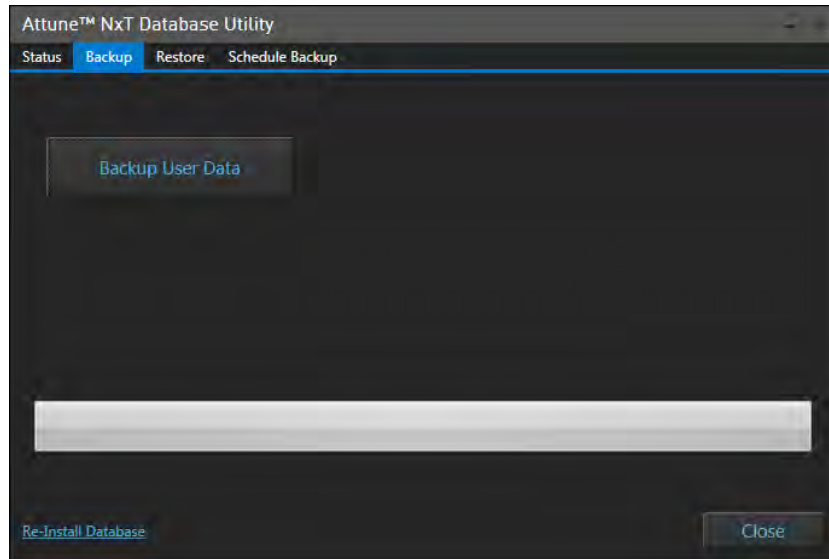 Attune™ NxT Database Utility
Status Backup Restore Schedule Backup
Backup User Data
Re-Install Database Close